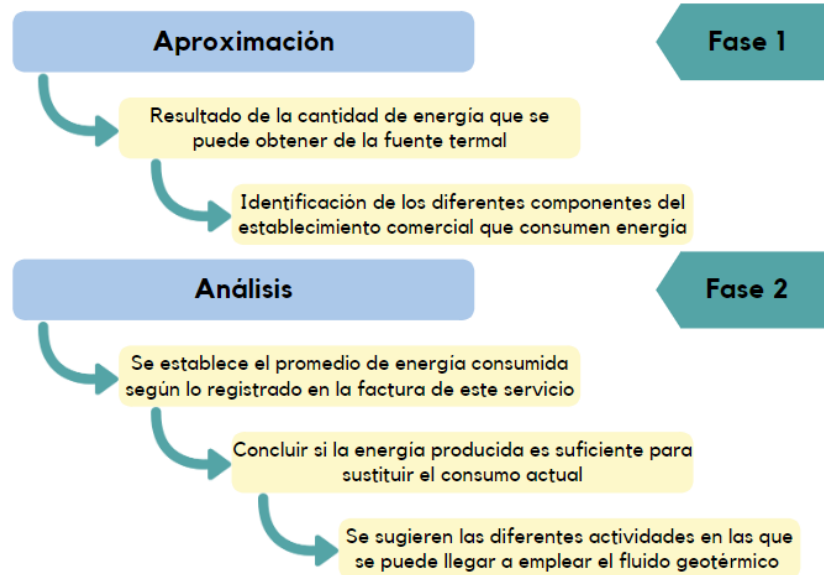 Aproximación
Fase 1
Resultado de la cantidad de energía que se
puede obtener de la fuente termal
Identificación de los diferentes componentes del
establecimiento comercial que consumen energía
Análisis
Fase 2
Se establece el promedio de energía consumida
según lo registrado en la factura de este servicio
Concluir si la energía producida es suficiente para
sustituir el consumo actual
Se sugieren las diferentes actividades en las que
se puede llegar a emplear el fluido geotérmico